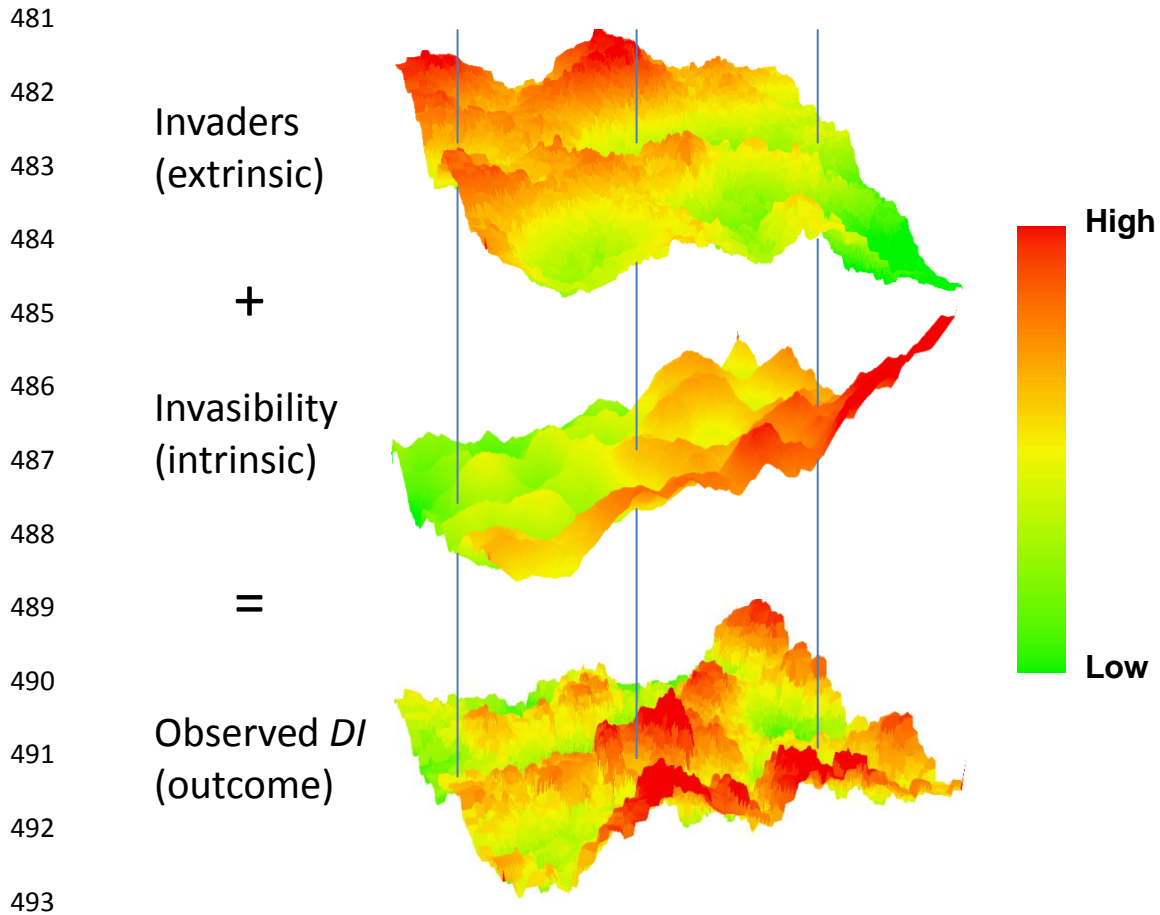 481
482
Invaders
(extrinsic)
483
High
484
+
485
486
Invasibility
(intrinsic)
487
488
=
489
Low
490
Observed DI
(outcome)
491
492
493